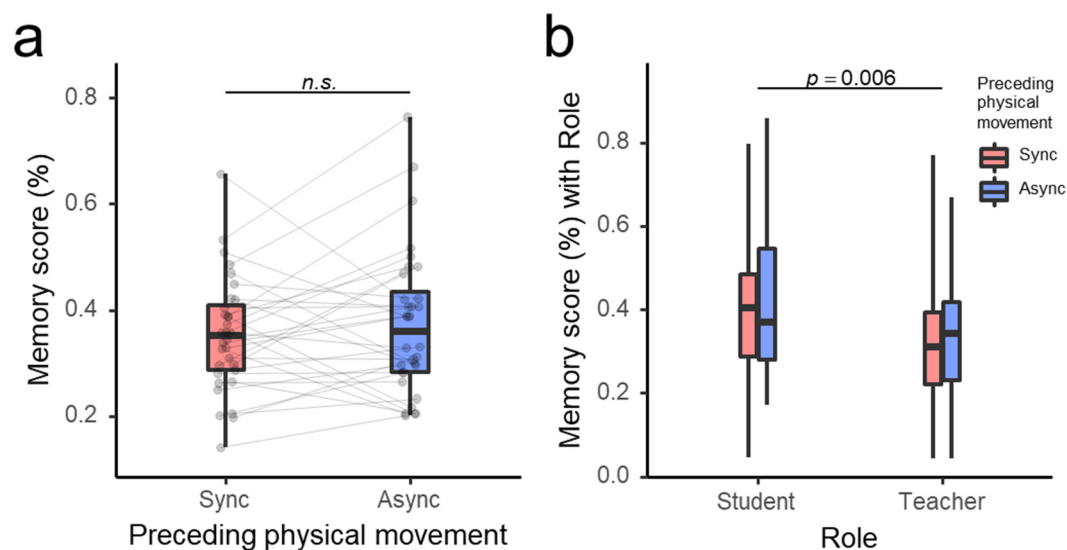 a
n.s.
0.8
0.6
0.4
0.2
Memory score (%)
Sync
Async
Preceding physical movement
b
p = 0.006
Preceding
physical
movement
Sync
Async
0.8
0.6
0.4
0.2
0.0
Memory score (%) with Role
Student
Teacher
Role